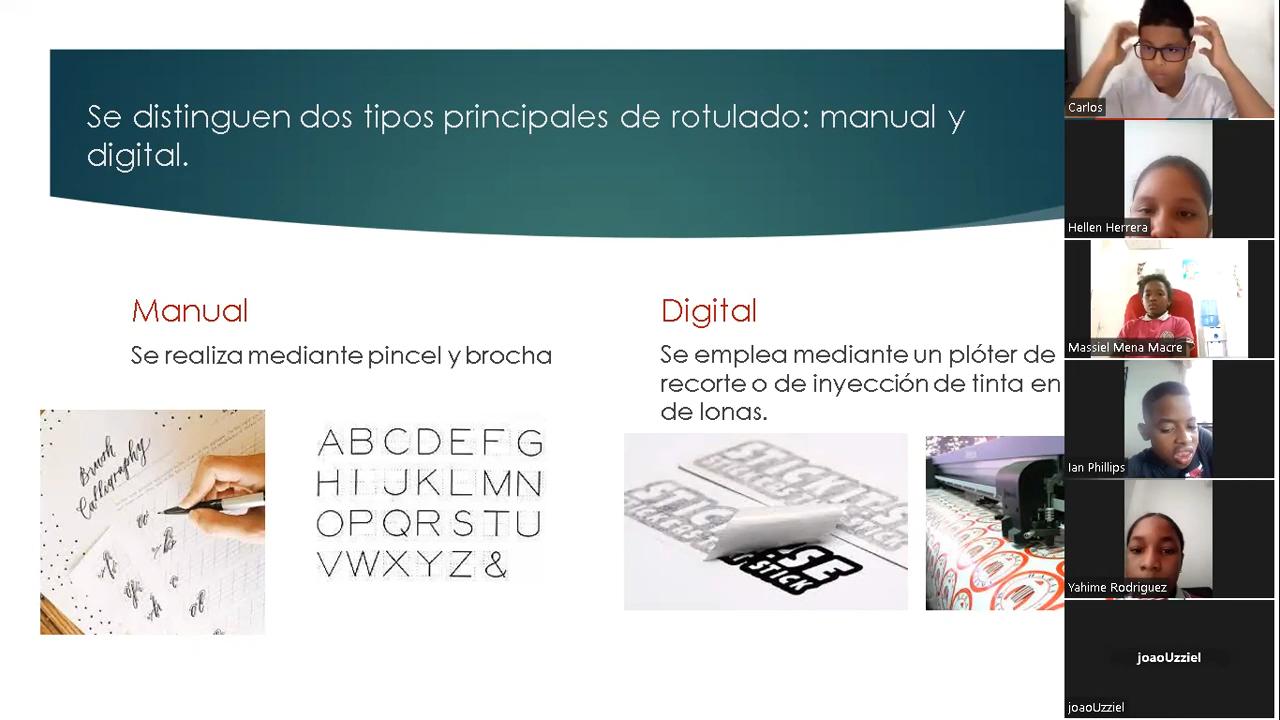 Se distinguen dos tipos principales de rotulado: manual y
digital.
Manual
Se realiza mediante pincel y brocha
Brush
Calligraphy
ABCDEFG
HIJKLMN
OPQRSTU
VWXYZ&
Digital
Se emplea mediante un plóter de
recorte o de inyección de tinta en
de lonas.
Carlos
Hellen Herrera
Massiel Mena Macre
Ian Phillips
Yahime Rodriguez
joaoUzziel
joaoUzziel